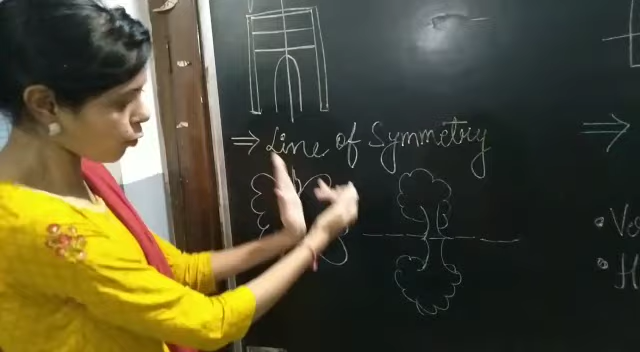 ⇒ Line of Symmetry
⇒